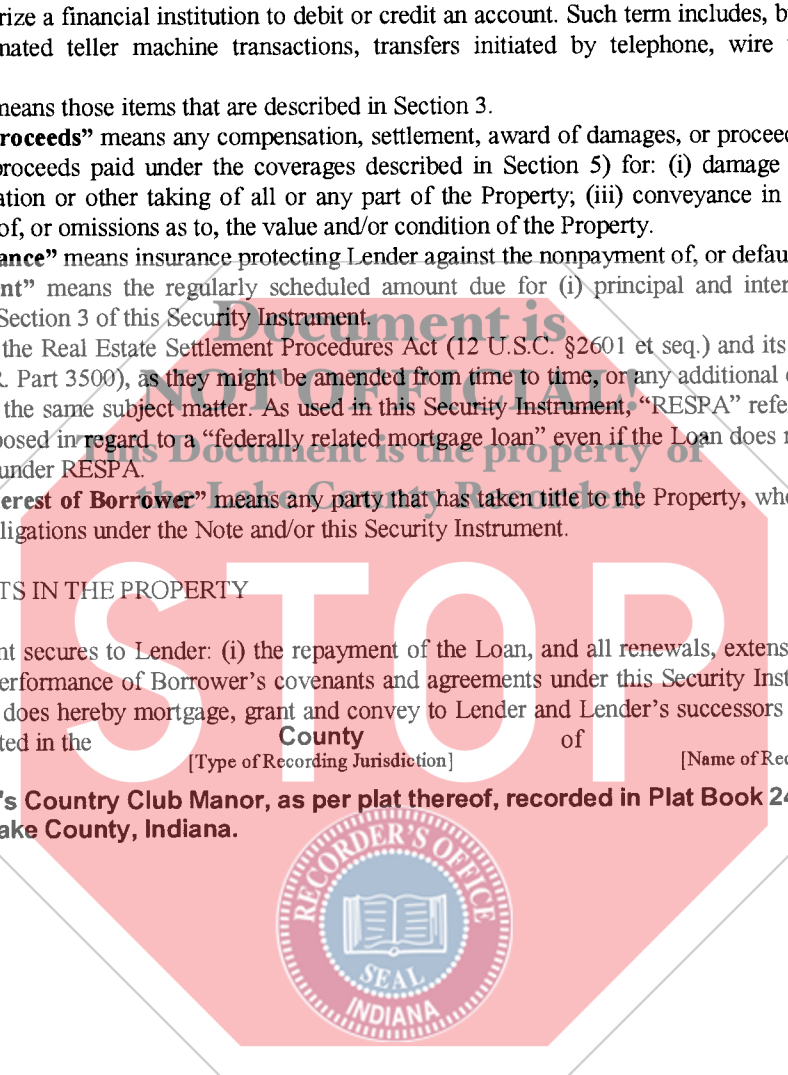 rize a financial institution to debit or credit an account. Such term includes, b
nated teller machine transactions, transfers initiated by telephone, wire
means those items that are described in Section 3.
roceeds” means any compensation, settlement, award of damages, or procee
proceeds paid under the coverages described in Section 5) for: (i) damage
ation or other taking of all or any part of the Property; (iii) conveyance in
of, or omissions as to, the value and/or condition of the Property.
ance” means insurance protecting Lender against the nonpayment of, or defau
nt” means the regularly scheduled amount due for (i) principal and inter
Section 3 of this Security Instrument.
the Real Estate Settlement Procedures Act (12 U.S.C. §2601 et seq.) and its
R. Part 3500), as they might be amended from time to time, or any additional
the same subject matter. As used in this Security Instrument, “RESPA” refe
posed in regard to a “federally related mortgage loan” even if the Loan does
under RESPA.
erest of Borrower” means any party that has taken title to the Property, whe
ligations under the Note and/or this Security Instrument.
Document is
NOT OFFICIAL!
This Document is the property of
the Lake County Recorder!
STOP
TS IN THE PROPERTY
nt secures to Lender: (i) the repayment of the Loan, and all renewals, extens
erformance of Borrower’s covenants and agreements under this Security Inst
does hereby mortgage, grant and convey to Lender and Lender’s successors
ted in the County of
[Type of Recording Jurisdiction] [Name of Rec
's Country Club Manor, as per plat thereof, recorded in Plat Book 24
ake County, Indiana.
RECORDER'S OFFICE
SEAL
INDIANA